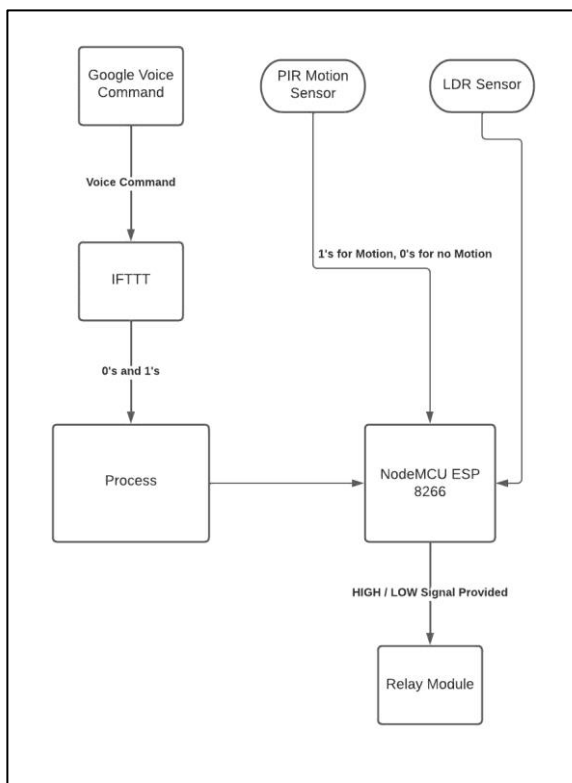 Google Voice
Command
PIR Motion
Sensor
LDR Sensor
Voice Command
1's for Motion, 0's for no Motion
IFTTT
0's and 1's
Process
NodeMCU ESP
8266
HIGH / LOW Signal Provided
Relay Module